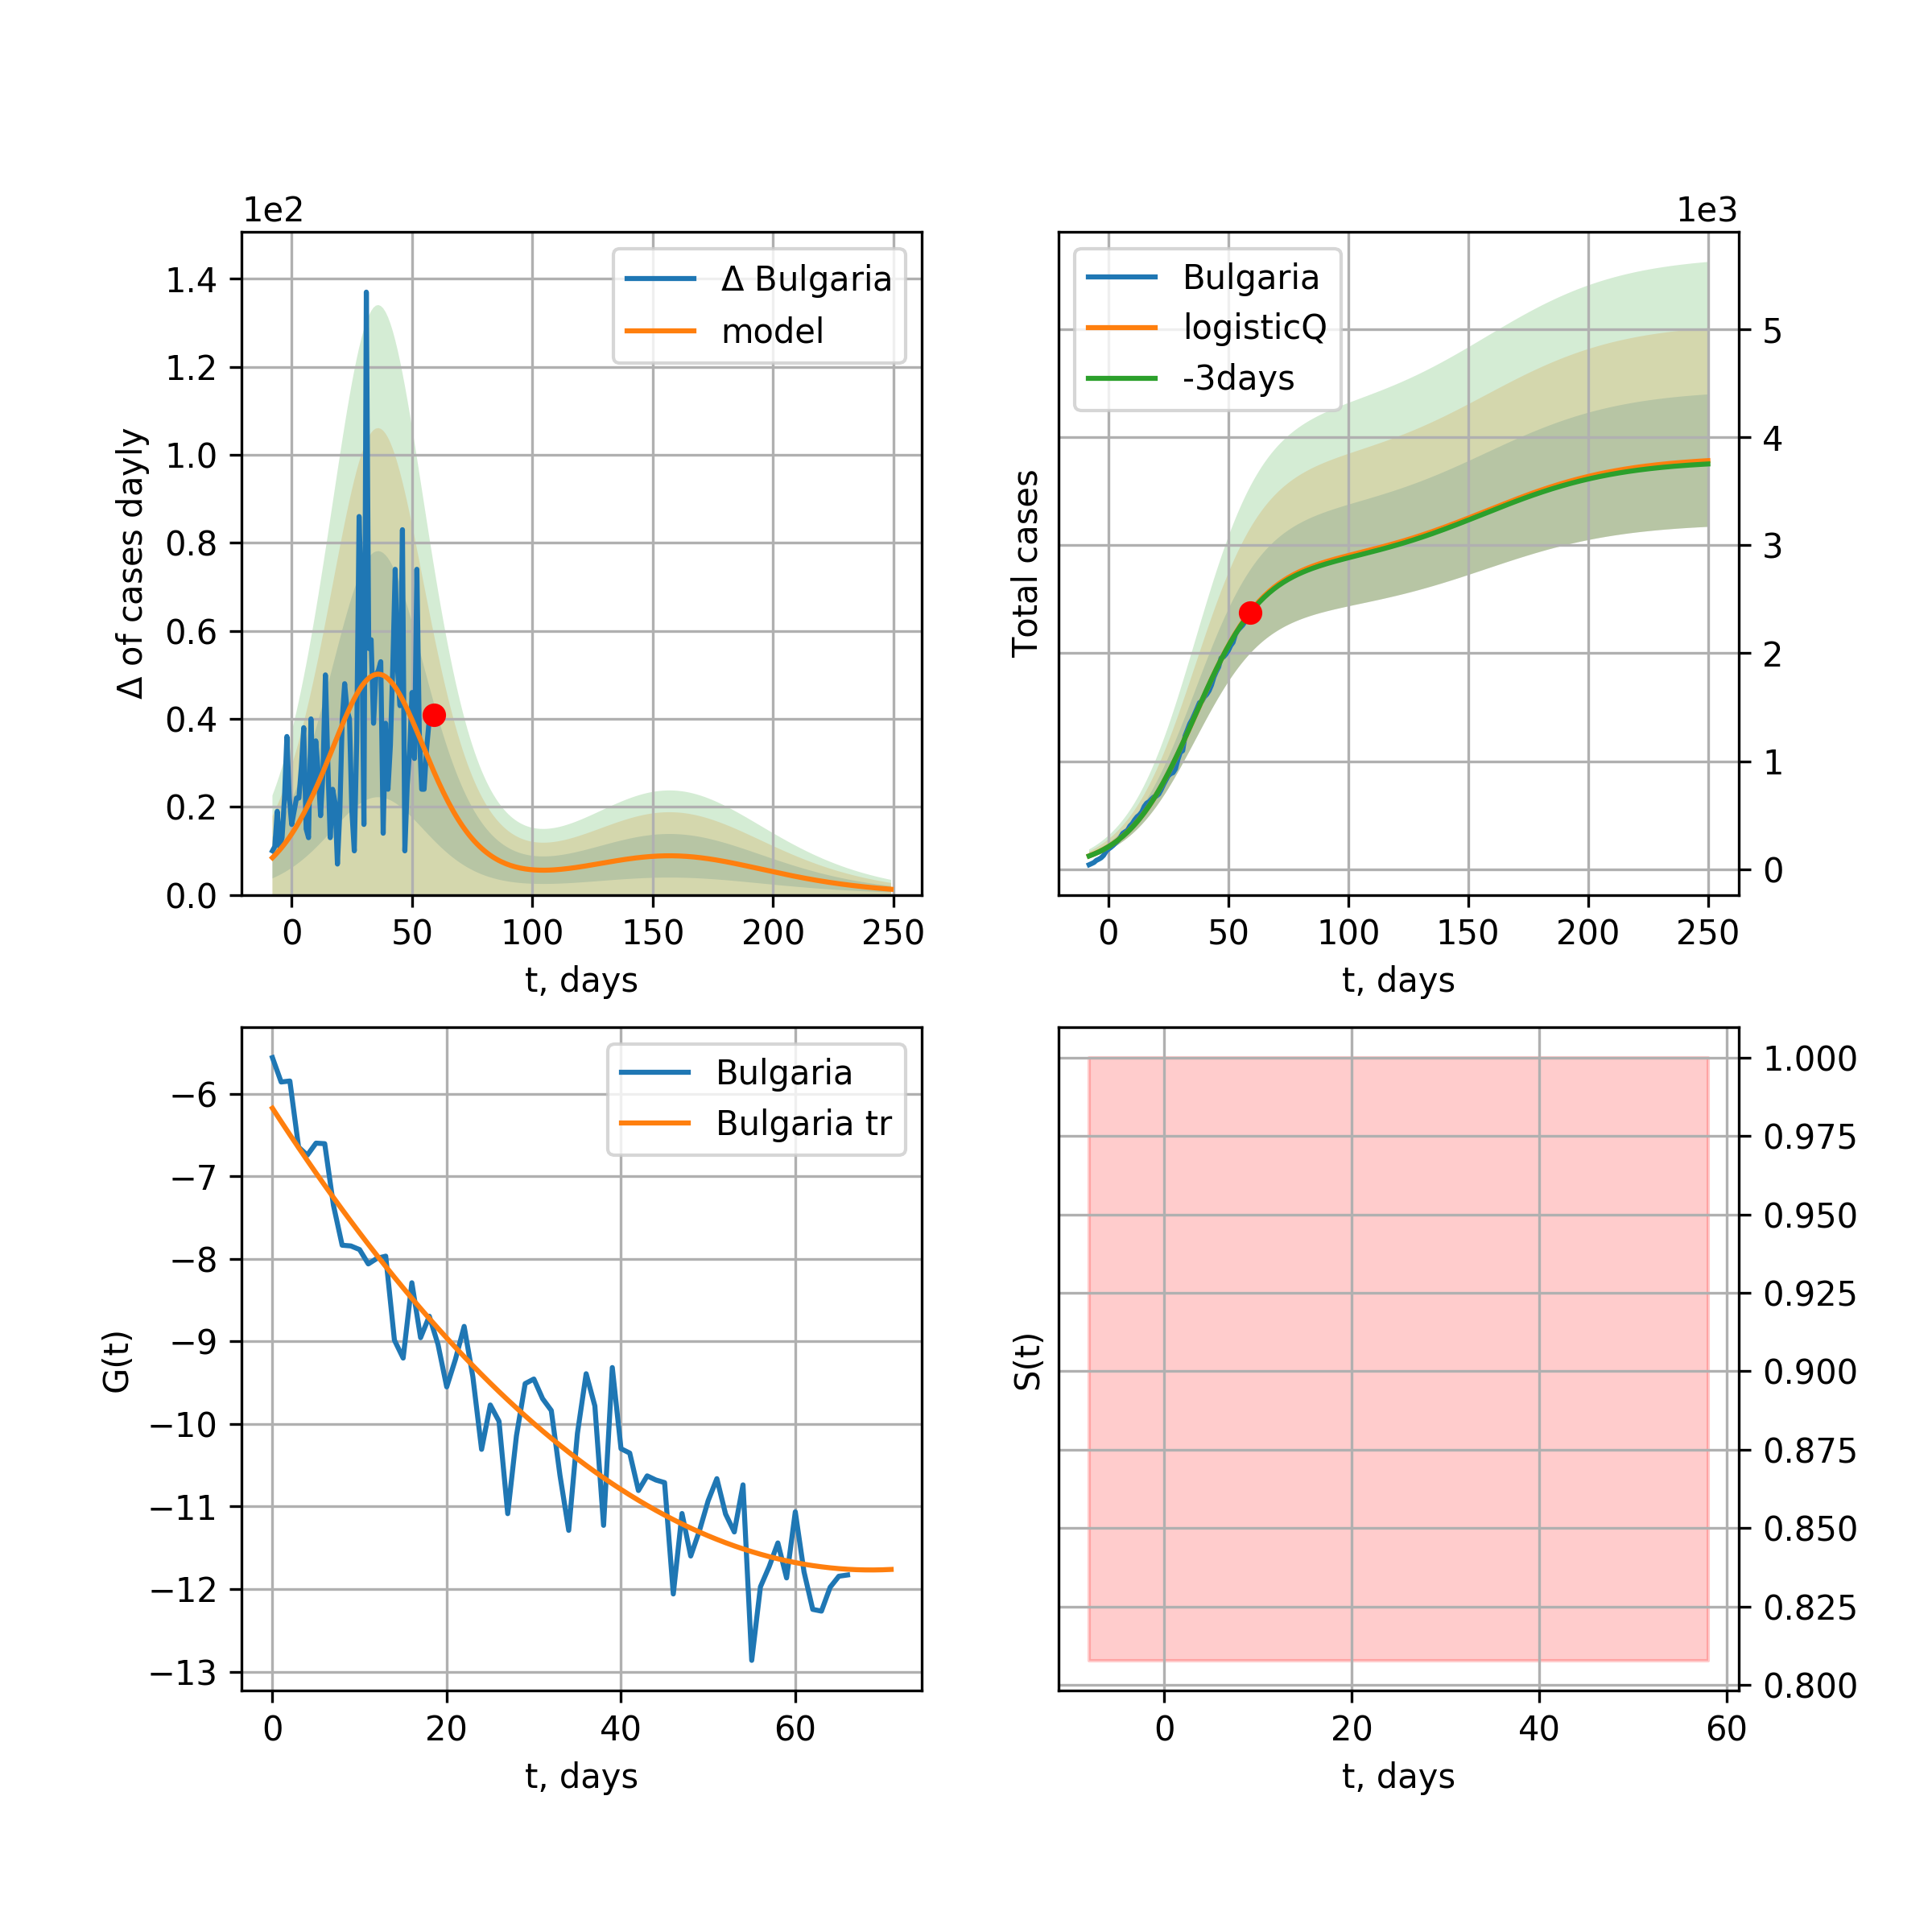 1e2
Δ of cases dayly
1.4
1.2
1.0
0.8
0.6
0.4
0.2
0.0
Δ Bulgaria
model
0 50 100 150 200 250
t, days
1e3
Total cases
Bulgaria
logisticQ
-3days
5
4
3
2
1
0
0 50 100 150 200 250
t, days
G(t)
−6
−7
−8
−9
−10
−11
−12
−13
Bulgaria
Bulgaria tr
0 20 40 60
t, days
S(t)
1.000
0.975
0.950
0.925
0.900
0.875
0.850
0.825
0.800
0 20 40 60
t, days